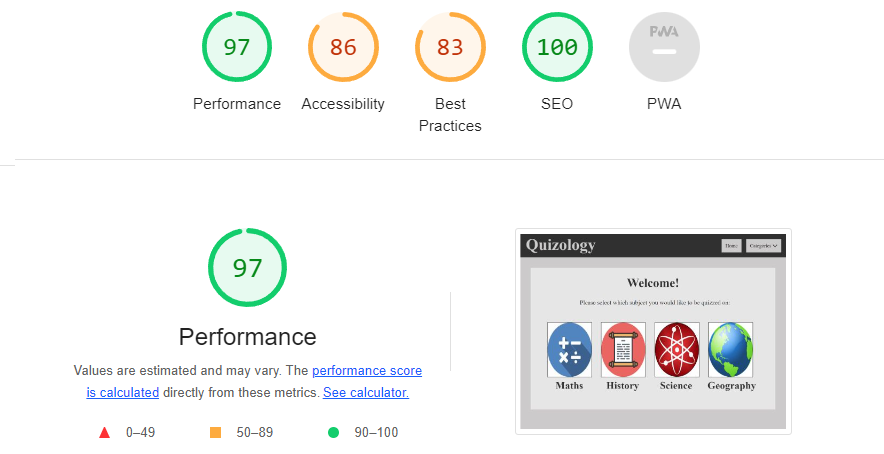 97
86
83
100
PWA
Performance
Accessibility
Best
Practices
SEO
PWA
97
Performance
Values are estimated and may vary. The performance score
is calculated directly from these metrics. See calculator.
0–49
50–89
90–100
Quizology
Home
Categories
Welcome!
Please select which subject you would like to be quizzed on.
Maths
History
Science
Geography